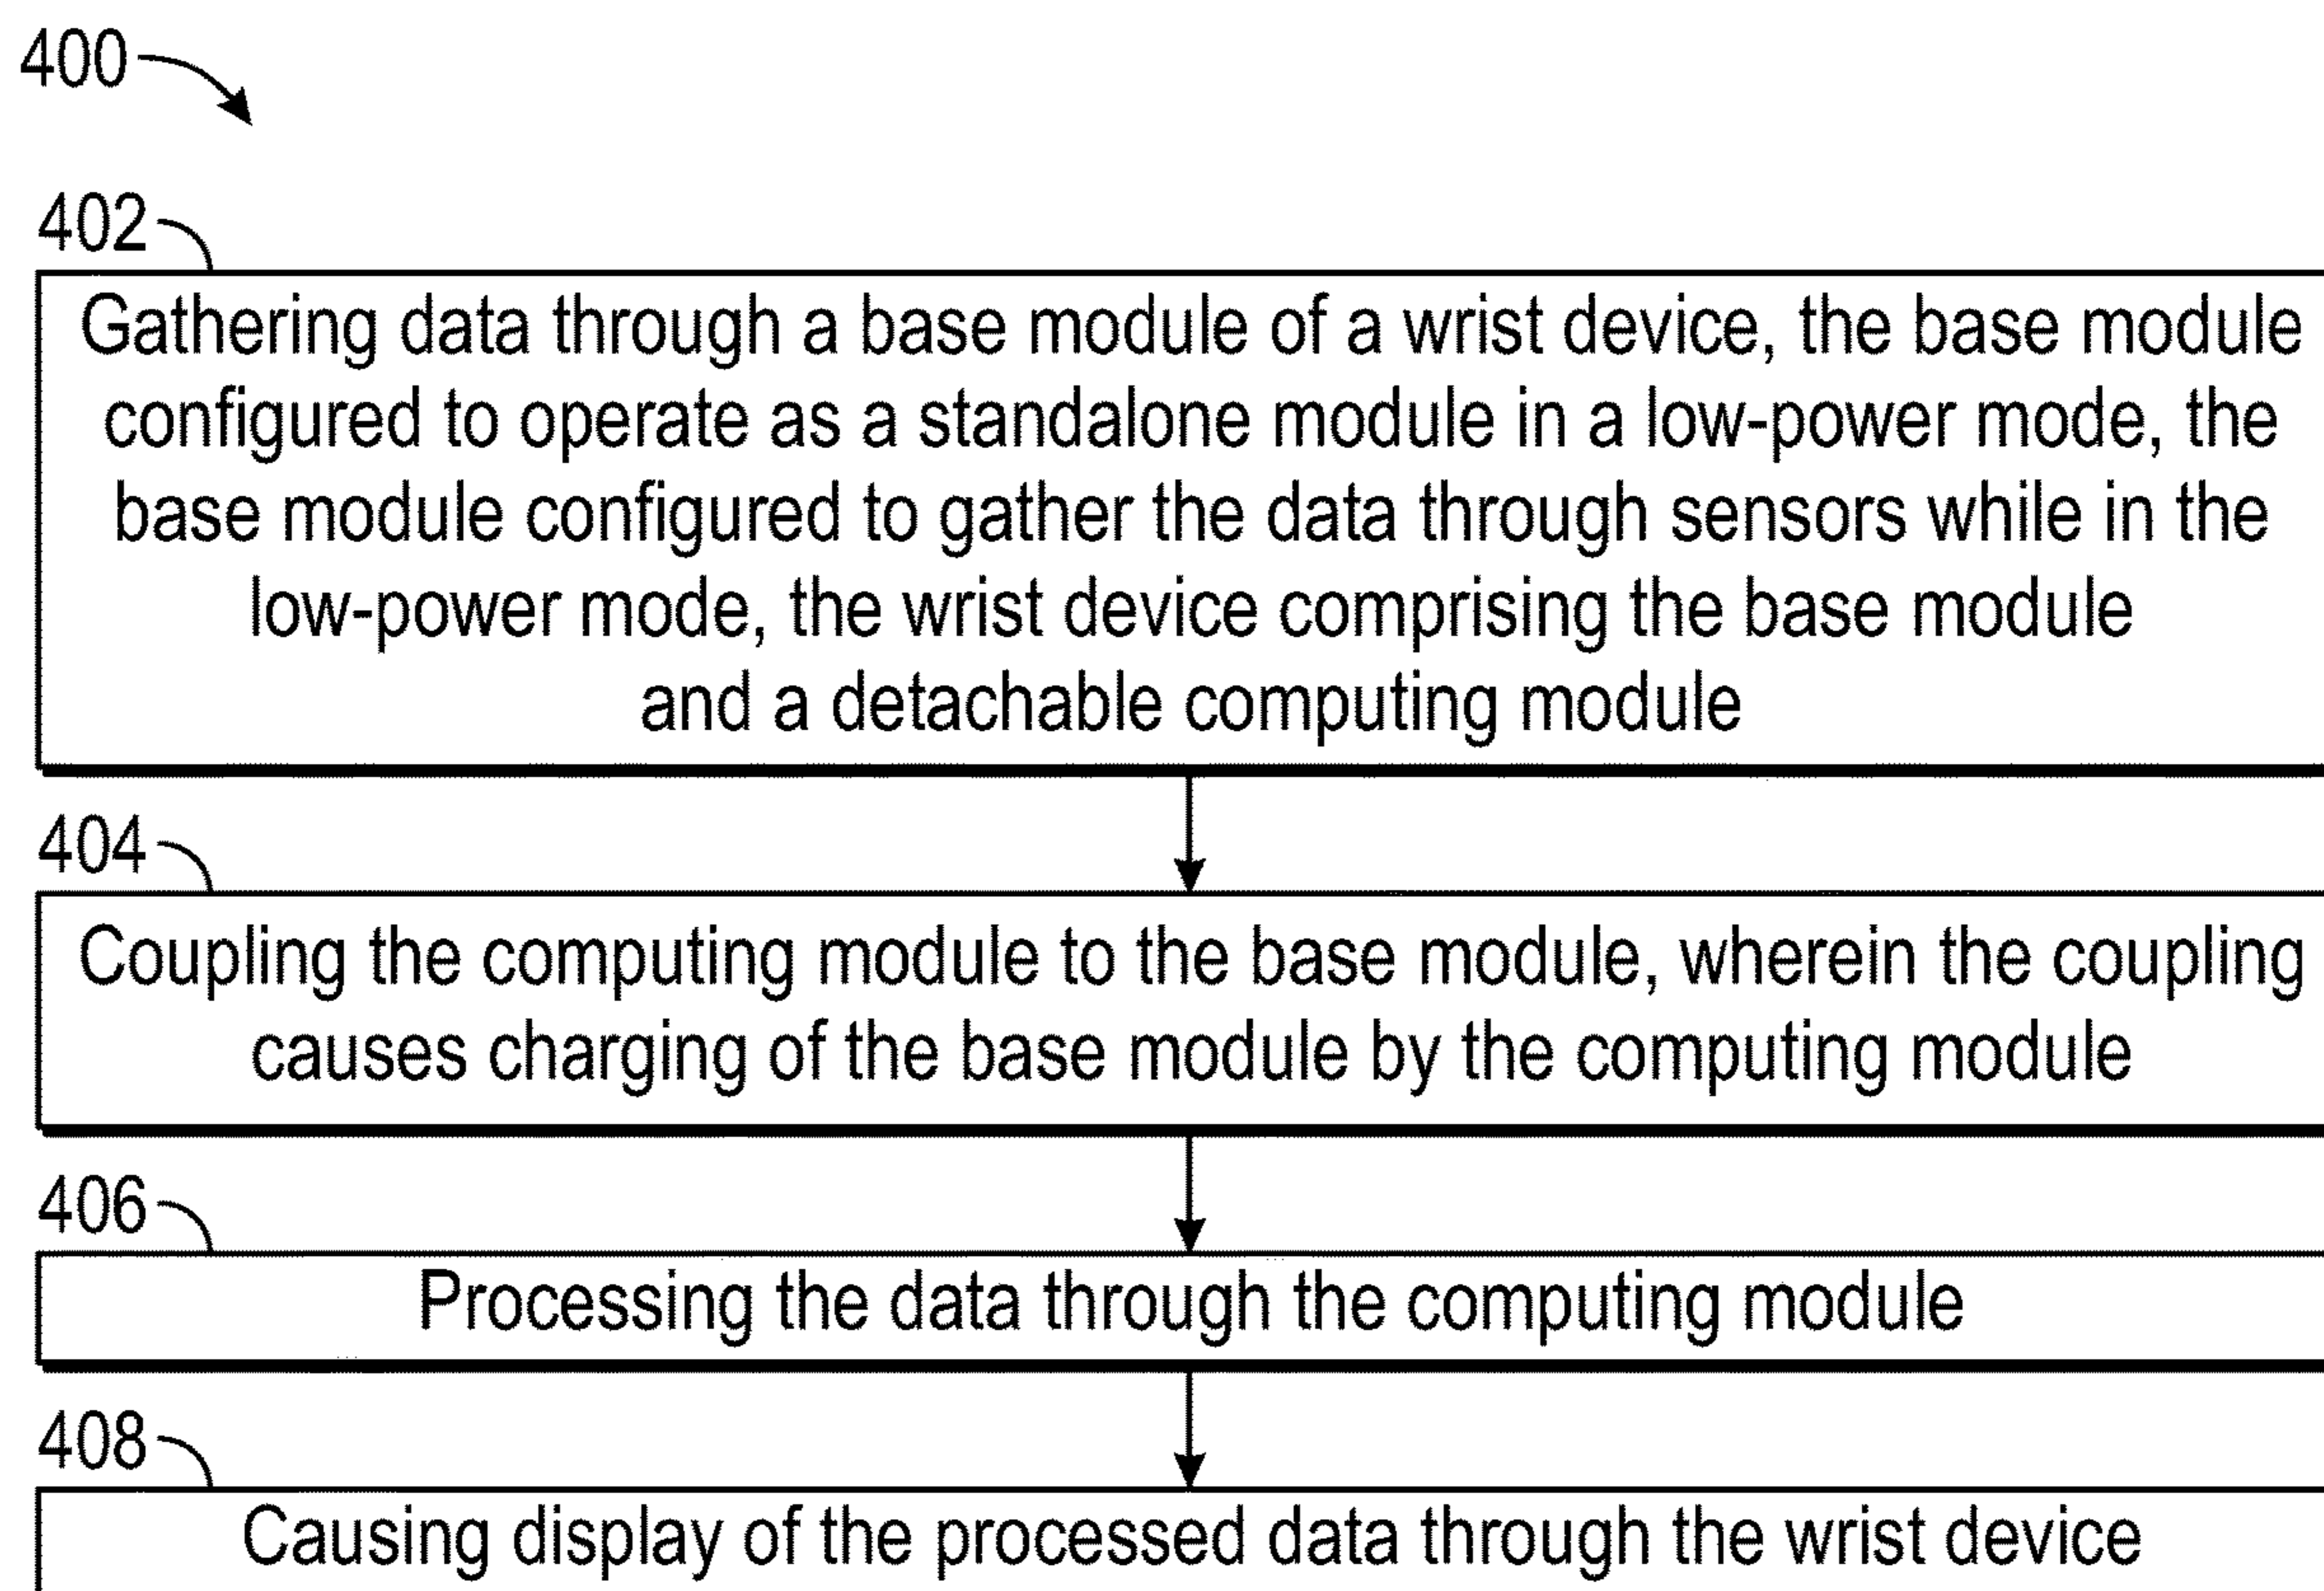 400
402
Gathering data through a base module of a wrist device, the base module
configured to operate as a standalone module in a low-power mode, the
base module configured to gather the data through sensors while in the
low-power mode, the wrist device comprising the base module
and a detachable computing module
404
Coupling the computing module to the base module, wherein the coupling
causes charging of the base module by the computing module
406
Processing the data through the computing module
408
Causing display of the processed data through the wrist device